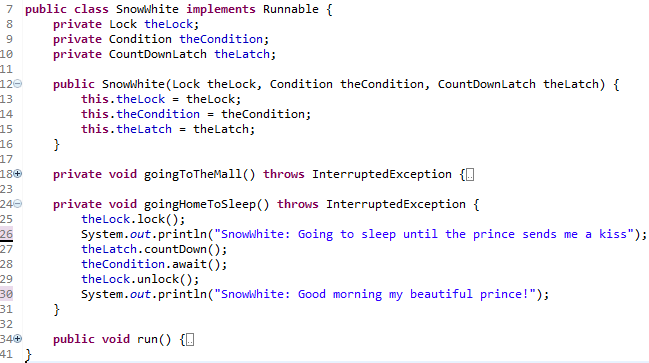 7 public class SnowWhite implements Runnable {
8     private Lock theLock;
9     private Condition theCondition;
10     private CountDownLatch theLatch;
11
12     public SnowWhite(Lock theLock, Condition theCondition, CountDownLatch theLatch) {
13         this.theLock = theLock;
14         this.theCondition = theCondition;
15         this.theLatch = theLatch;
16     }
17
18     private void goingToTheMall() throws InterruptedException {
23
24     private void goingHomeToSleep() throws InterruptedException {
25         theLock.lock();
26         System.out.println("SnowWhite: Going to sleep until the prince sends me a kiss");
27         theLatch.countDown();
28         theCondition.await();
29         theLock.unlock();
30         System.out.println("SnowWhite: Good morning my beautiful prince!");
31     }
32
34     public void run() {
41 }